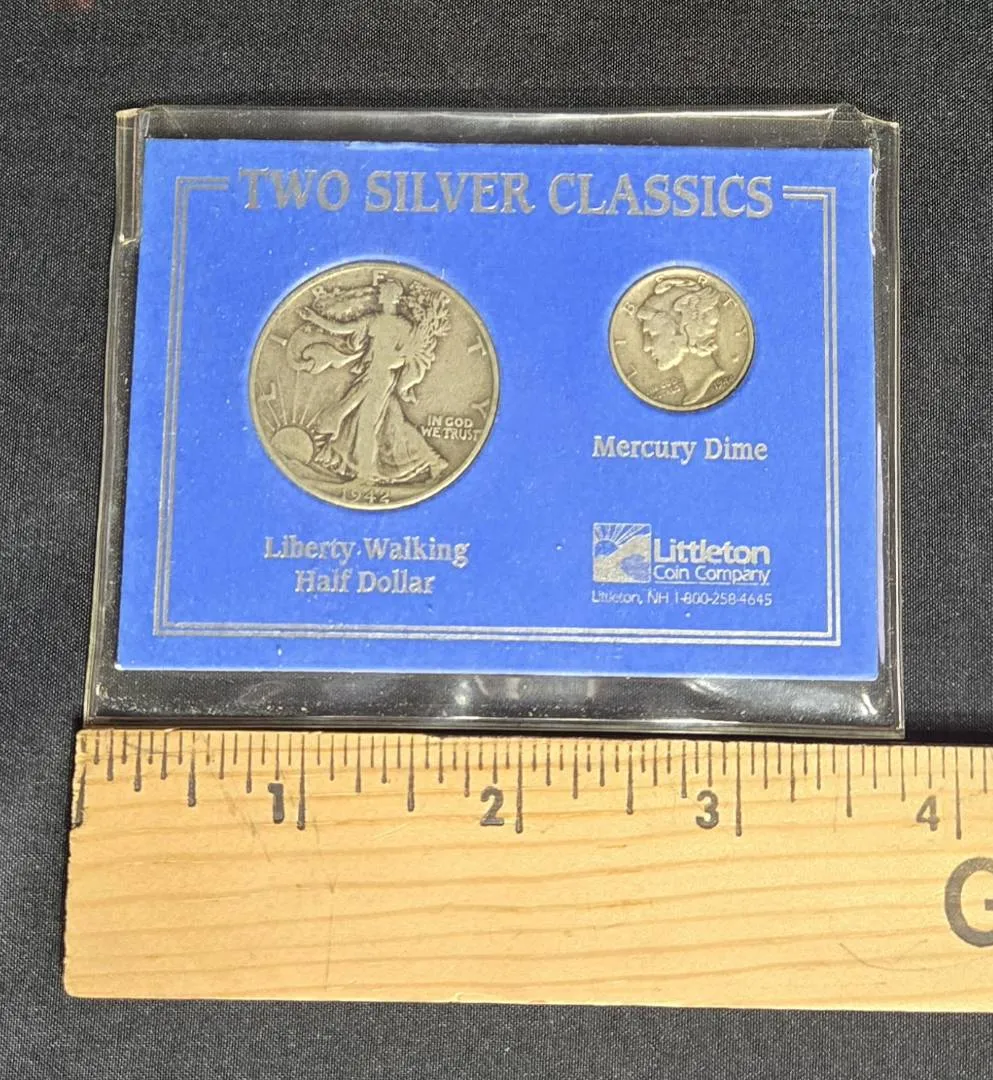 TWO SILVER CLASSICS
LIBERTY
IN GOD
WE TRUST
1942
LIBERTY
Mercury Dime
Liberty Walking
Half Dollar
Littleton
Coin Company
Littleton, NH 1-800-258-4645
1 2 3 4
G